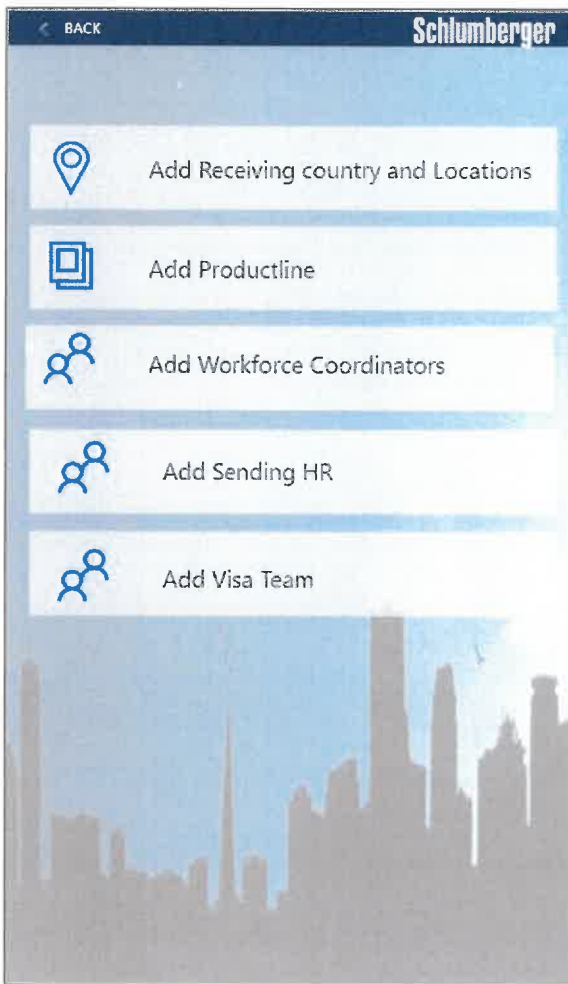 BACK
Schlumberger
Add Receiving country and Locations
Add Productline
Add Workforce Coordinators
Add Sending HR
Add Visa Team